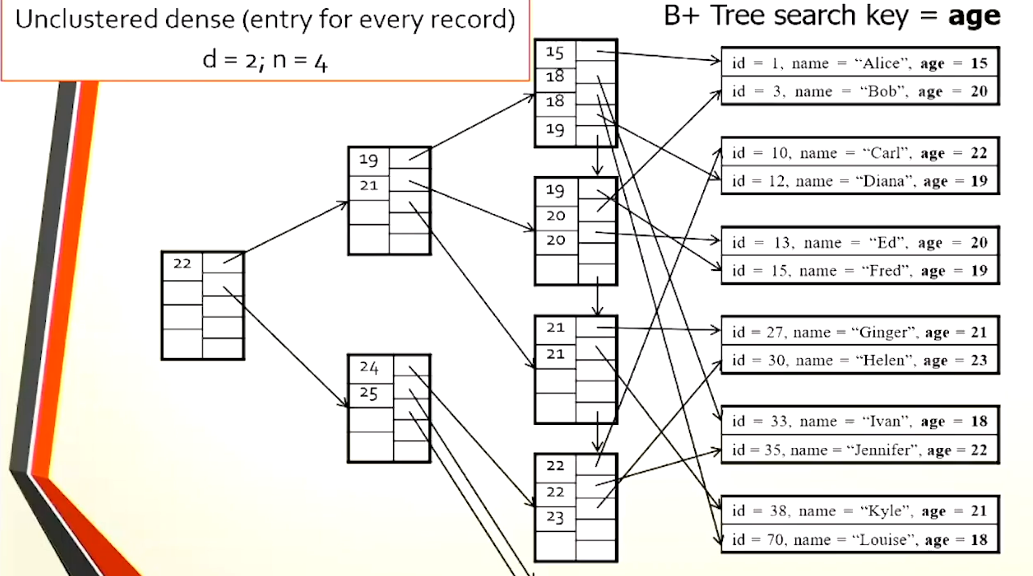 Unclustered dense (entry for every record)
d = 2; n = 4
B+ Tree search key = age
22
19
21
24
25
15
18
18
19
19
20
20
21
21
22
22
23
id = 1, name = “Alice”, age = 15
id = 3, name = “Bob”, age = 20
id = 10, name = “Carl”, age = 22
id = 12, name = “Diana”, age = 19
id = 13, name = “Ed”, age = 20
id = 15, name = “Fred”, age = 19
id = 27, name = “Ginger”, age = 21
id = 30, name = “Helen”, age = 23
id = 33, name = “Ivan”, age = 18
id = 35, name = “Jennifer”, age = 22
id = 38, name = “Kyle”, age = 21
id = 70, name = “Louise”, age = 18